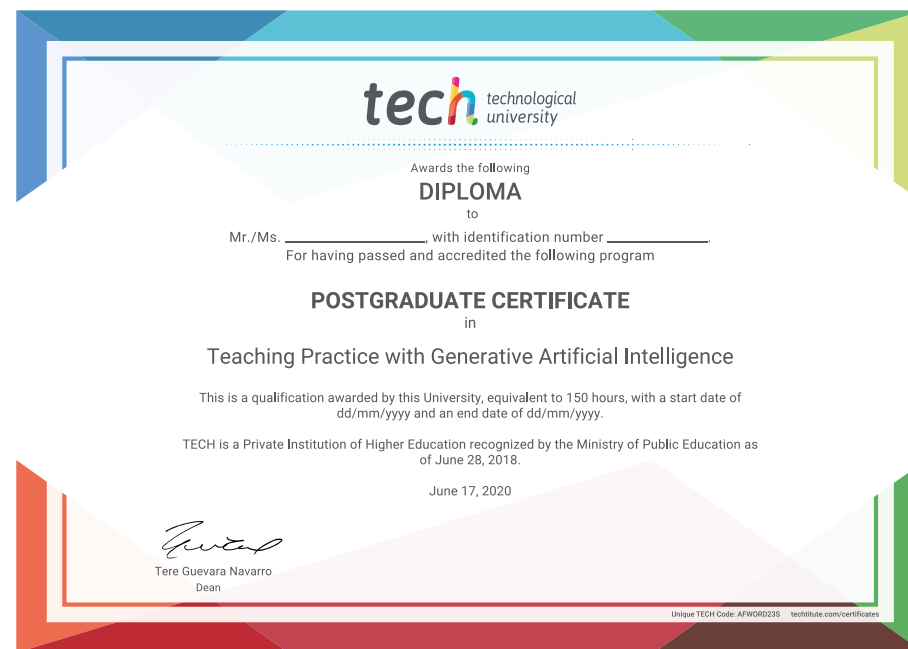 tech technological
university
Awards the following
DIPLOMA
to
Mr./Ms. ____________________, with identification number ______________.
For having passed and accredited the following program
POSTGRADUATE CERTIFICATE
in
Teaching Practice with Generative Artificial Intelligence
This is a qualification awarded by this University, equivalent to 150 hours, with a start date of
dd/mm/yyyy and an end date of dd/mm/yyyy.
TECH is a Private Institution of Higher Education recognized by the Ministry of Public Education as
of June 28, 2018.
June 17, 2020
Tere Guevara Navarro
Dean
Unique TECH Code: AFWORD23S techtitute.com/certificates